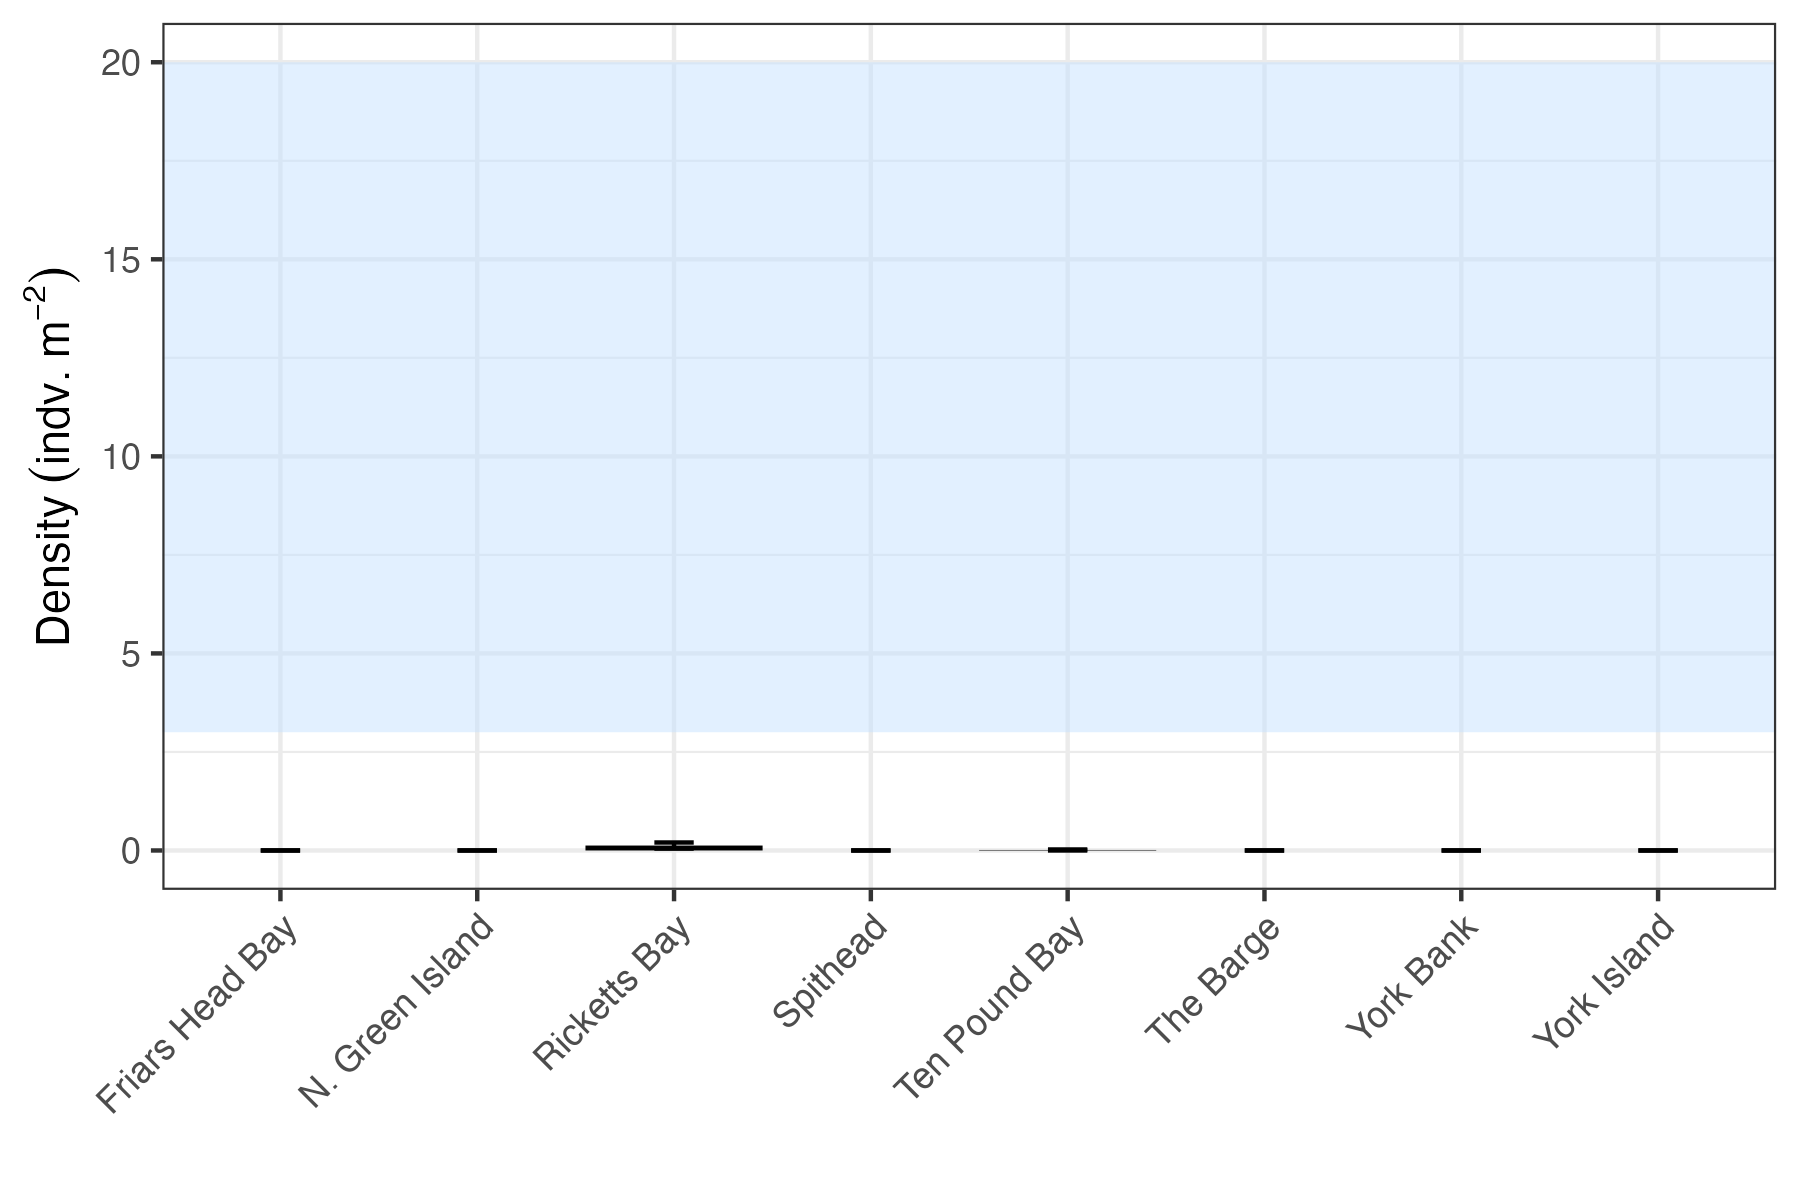 Density (indv. m⁻²)
20
15
10
5
0
Friars Head Bay
N. Green Island
Ricketts Bay
Spithead
Ten Pound Bay
The Barge
York Bank
York Island